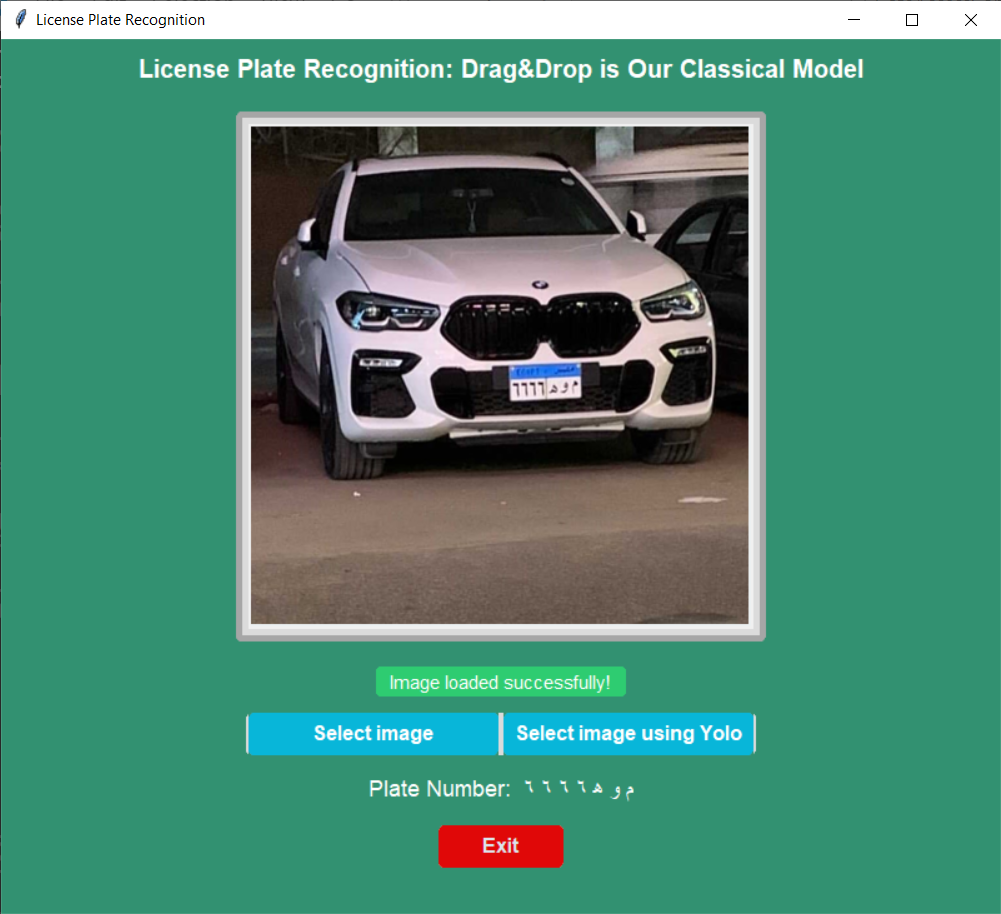 License Plate Recognition
License Plate Recognition: Drag&Drop is Our Classical Model
م و ه ٦٦٦٦
Image loaded successfully!
Select image
Select image using Yolo
Plate Number: م و ه ٦ ٦ ٦ ٦
Exit